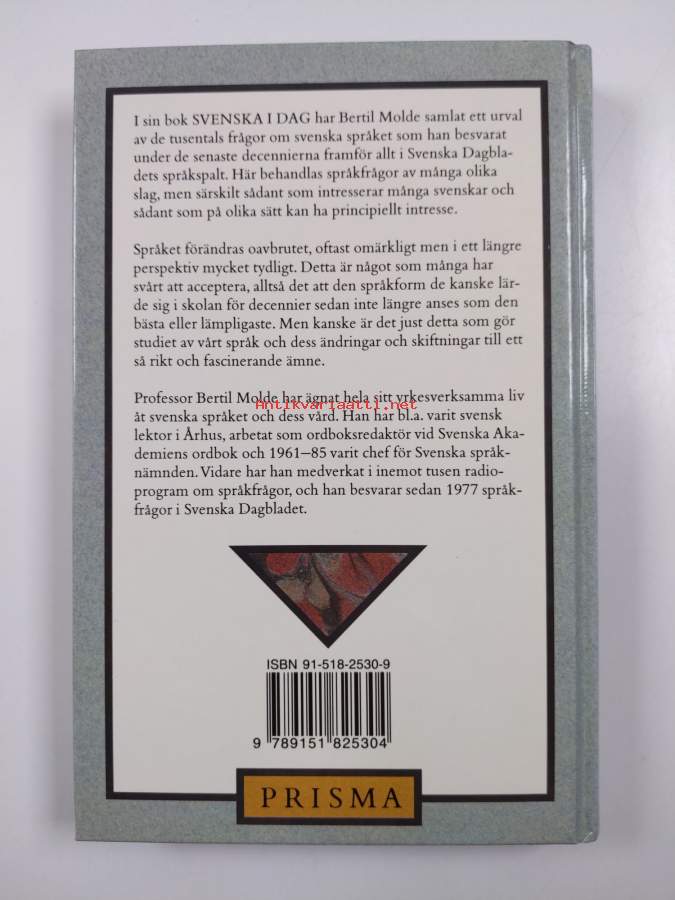 I sin bok SVENSKA I DAG har Bertil Molde samlat ett urval
av de tusentals frågor om svenska språket som han besvarat
under de senaste decennierna framför allt i Svenska Dagbla-
dets språkspalt. Här behandlas språkfrågor av många olika
slag, men särskilt sådant som intresserar många svenskar och
sådant som på olika sätt kan ha principiellt intresse.
Språket förändras oavbrutet, oftast omärkligt men i ett längre
perspektiv mycket tydligt. Detta är något som många har
svårt att acceptera, alltså det att den språkform de kanske lär-
de sig i skolan för decennier sedan inte längre anses som den
bästa eller lämpligaste. Men kanske är det just detta som gör
studiet av vårt språk och dess ändringar och skiftningar till ett
så rikt och fascinerande ämne.
Professor Bertil Molde har ägnat hela sitt yrkesverksamma liv
Antikvariaatti.net
åt svenska språket och dess vård. Han har bl.a. varit svensk
lektor i Århus, arbetat som ordboksredaktör vid Svenska Aka-
demiens ordbok och 1961–85 varit chef för Svenska språk-
nämnden. Vidare har han medverkat i inemot tusen radio-
program om språkfrågor, och han besvarar sedan 1977 språk-
frågor i Svenska Dagbladet.
ISBN 91-518-2530-9
9 789151 825304
PRISMA